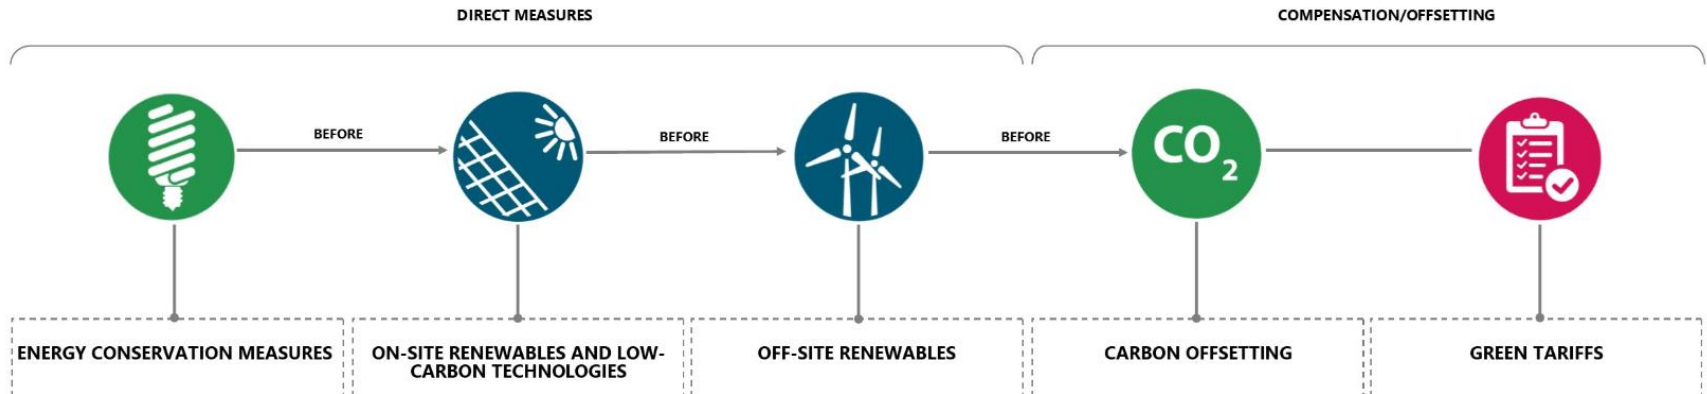 DIRECT MEASURES
COMPENSATION/OFFSETTING
BEFORE
BEFORE
BEFORE
CO2
ENERGY CONSERVATION MEASURES
ON-SITE RENEWABLES AND LOW-
CARBON TECHNOLOGIES
OFF-SITE RENEWABLES
CARBON OFFSETTING
GREEN TARIFFS